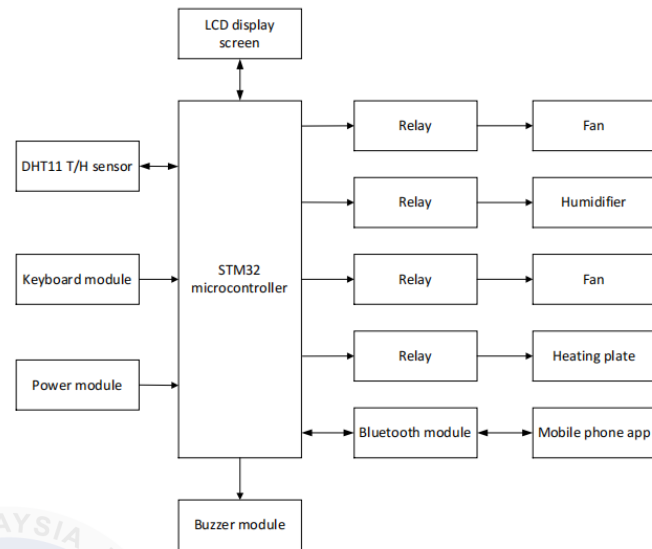 LCD display
screen
Relay
Fan
DHT11 T/H sensor
Relay
Humidifier
Keyboard module
STM32
microcontroller
Relay
Fan
Relay
Heating plate
Power module
Bluetooth module
Mobile phone app
Buzzer module
AYSIA